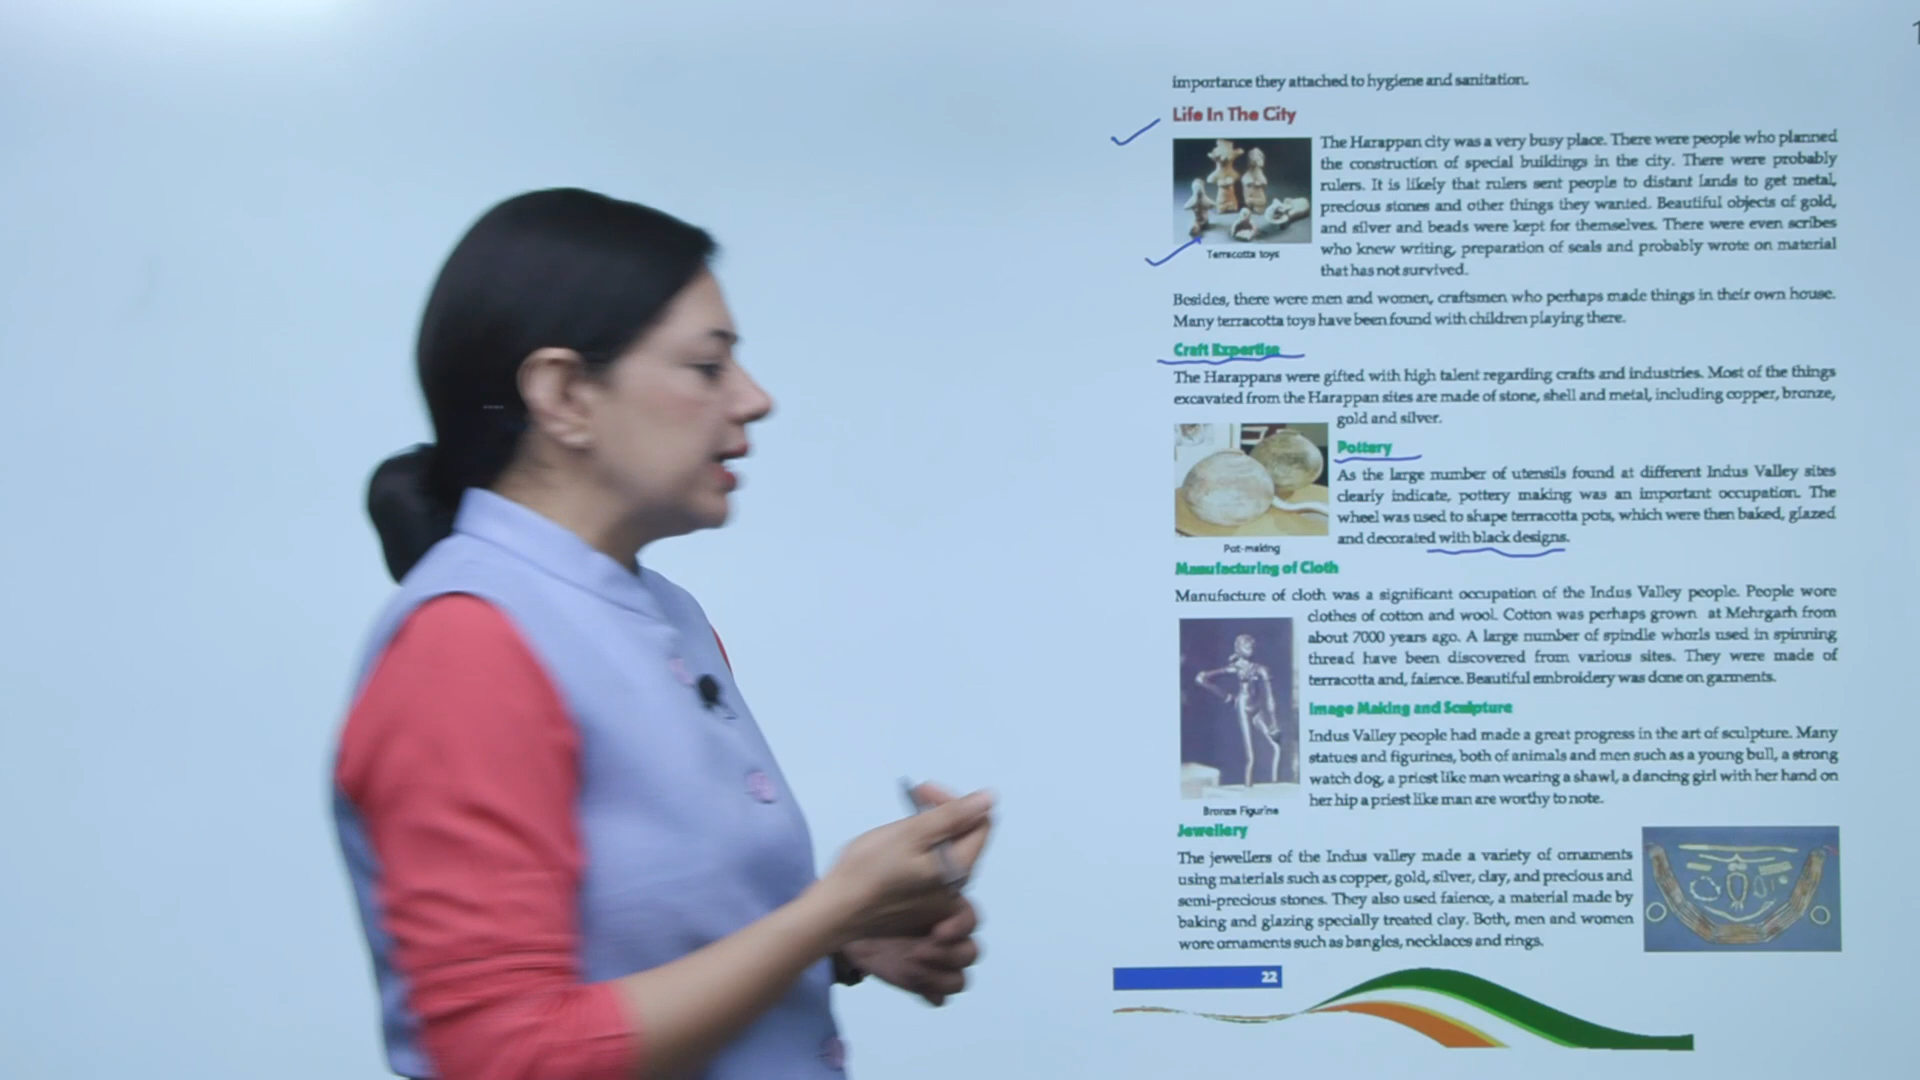 importance they attached to hygiene and sanitation.
Life In The City
The Harappan city was a very busy place. There were people who planned
the construction of special buildings in the city. There were probably
rulers. It is likely that rulers sent people to distant lands to get metal,
precious stones and other things they wanted. Beautiful objects of gold,
and silver and beads were kept for themselves. There were even scribes
who knew writing, preparation of seals and probably wrote on material
that has not survived.
Terracotta toys
Besides, there were men and women, craftsmen who perhaps made things in their own house.
Many terracotta toys have been found with children playing there.
Craft Expertise
The Harappans were gifted with high talent regarding crafts and industries. Most of the things
excavated from the Harappan sites are made of stone, shell and metal, including copper, bronze,
gold and silver.
Pottery
As the large number of utensils found at different Indus Valley sites
clearly indicate, pottery making was an important occupation. The
wheel was used to shape terracotta pots, which were then baked, glazed
and decorated with black designs.
Pot-making
Manufacturing of Cloth
Manufacture of cloth was a significant occupation of the Indus Valley people. People wore
clothes of cotton and wool. Cotton was perhaps grown at Mehrgarh from
about 7000 years ago. A large number of spindle whorls used in spinning
thread have been discovered from various sites. They were made of
terracotta and, faience. Beautiful embroidery was done on garments.
Image Making and Sculpture
Indus Valley people had made a great progress in the art of sculpture. Many
statues and figurines, both of animals and men such as a young bull, a strong
watch dog, a priest like man wearing a shawl, a dancing girl with her hand on
her hip a priest like man are worthy to note.
Bronze Figurine
Jewellery
The jewellers of the Indus valley made a variety of ornaments
using materials such as copper, gold, silver, clay, and precious and
semi-precious stones. They also used faience, a material made by
baking and glazing specially treated clay. Both, men and women
wore ornaments such as bangles, necklaces and rings.
22